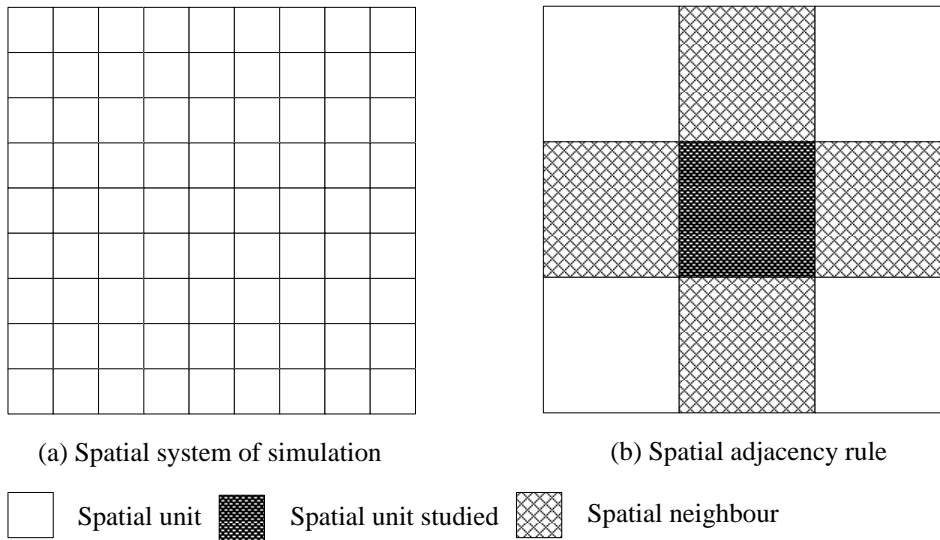 (a) Spatial system of simulation
(b) Spatial adjacency rule
Spatial unit
Spatial unit studied
Spatial neighbour